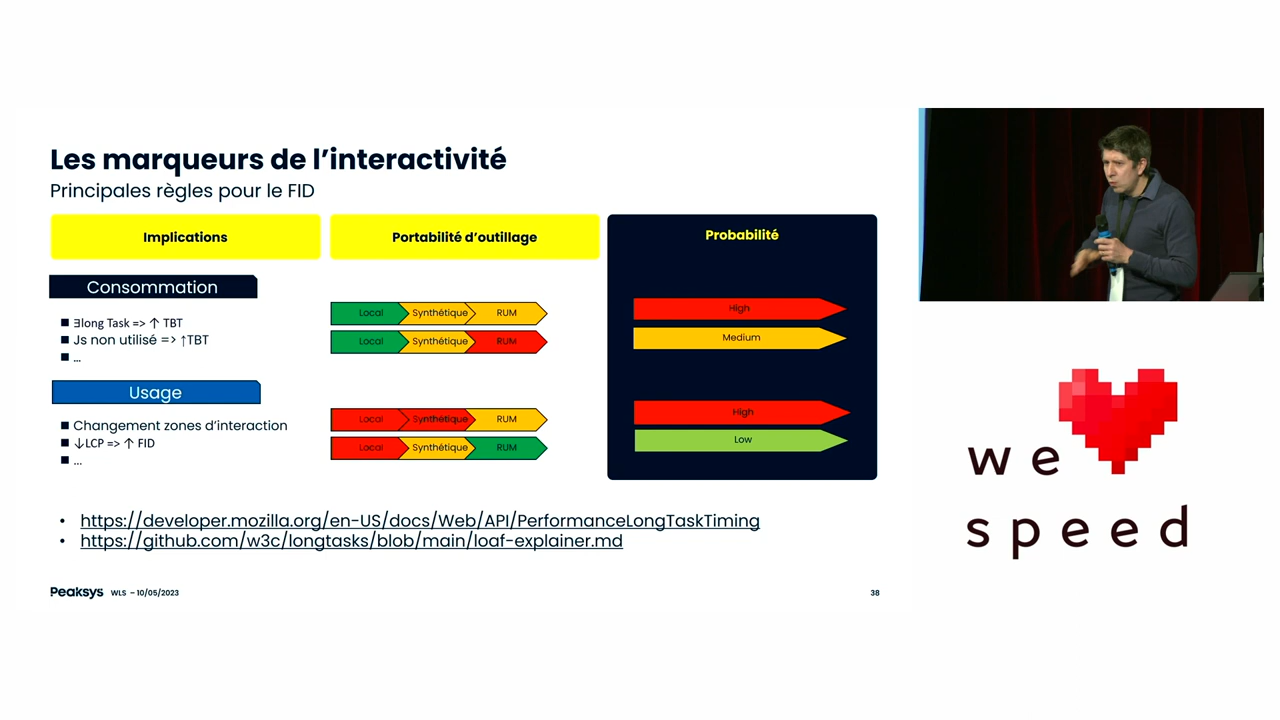 Les marqueurs de l’interactivité
Principales règles pour le FID
Implications
Portabilité d’outillage
Probabilité
Consommation
∃long Task => ↑ TBT
Js non utilisé => ↑TBT
...
Local Synthétique RUM
Local Synthétique RUM
High
Medium
Usage
Changement zones d’interaction
↓LCP => ↑ FID
...
Local Synthétique RUM
Local Synthétique RUM
High
Low
https://developer.mozilla.org/en-US/docs/Web/API/PerformanceLongTaskTiming
https://github.com/w3c/longtasks/blob/main/loaf-explainer.md
Peaksys WLS – 10/05/2023
38
we
speed